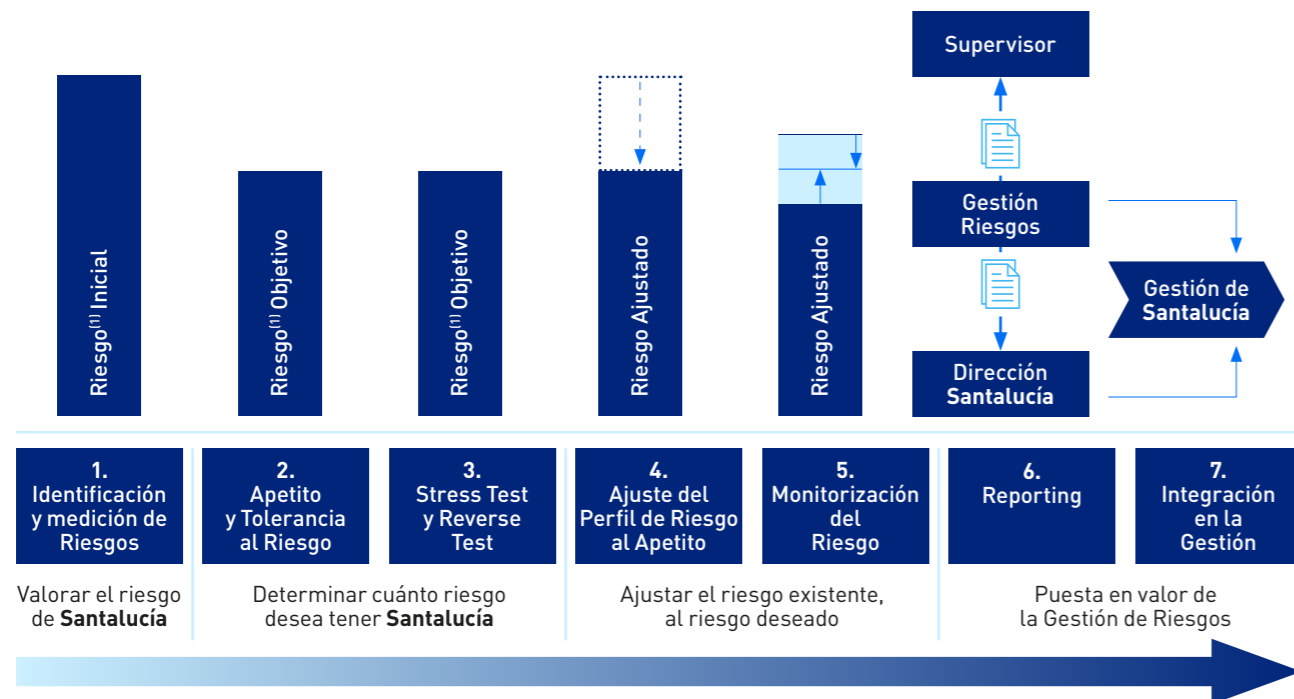 Riesgo(1) Inicial
Riesgo(1) Objetivo
Riesgo(1) Objetivo
Riesgo Ajustado
Riesgo Ajustado
Supervisor
Gestión
Riesgos
Dirección
Santalucía
Gestión de
Santalucía
1.
Identificación
y medición de
Riesgos
2.
Apetito
y Tolerancia
al Riesgo
3.
Stress Test
y Reverse
Test
4.
Ajuste del
Perfil de Riesgo
al Apetito
5.
Monitorización
del
Riesgo
6.
Reporting
7.
Integración
en la
Gestión
Valorar el riesgo
de Santalucía
Determinar cuánto riesgo
desea tener Santalucía
Ajustar el riesgo existente,
al riesgo deseado
Puesta en valor de
la Gestión de Riesgos